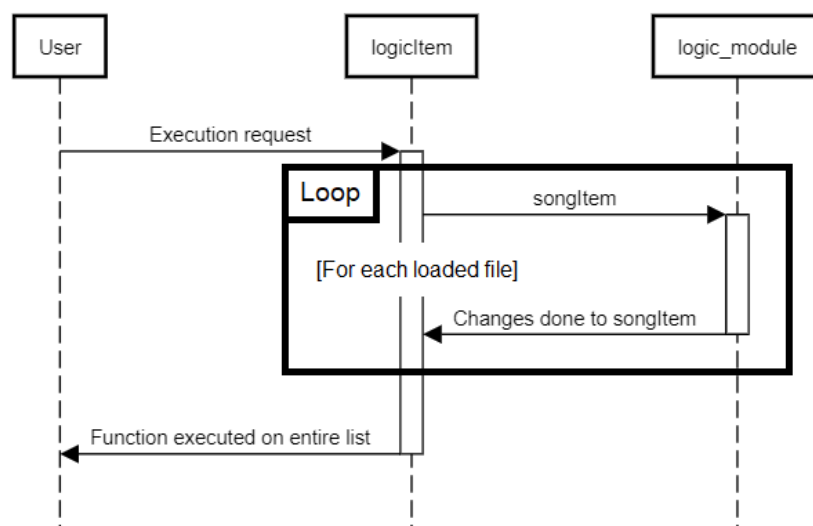 User
logicItem
logic_module
Execution request
Loop
songItem
[For each loaded file]
Changes done to songItem
Function executed on entire list